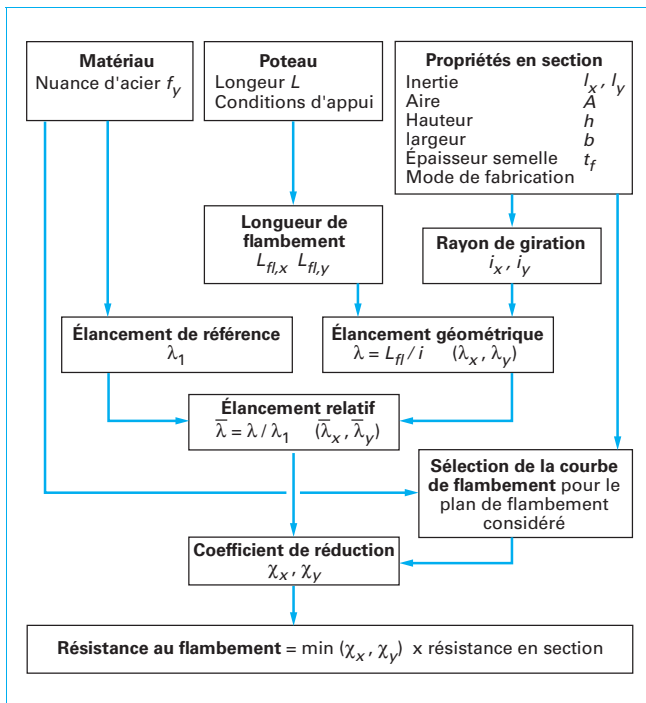 Matériau
Nuance d'acier f_y
Poteau
Longeur L
Conditions d'appui
Propriétés en section
Inertie I_x, I_y
Aire A
Hauteur h
largeur b
Épaisseur semelle t_f
Mode de fabrication
Longueur de
flambement
L_fl,x L_fl,y
Rayon de giration
i_x, i_y
Élancement de référence
λ_1
Élancement géométrique
λ = L_fl / i (λ_x, λ_y)
Élancement relatif
λ̅ = λ / λ_1 (λ̅_x, λ̅_y)
Sélection de la courbe
de flambement pour le
plan de flambement
considéré
Coefficient de réduction
χ_x, χ_y
Résistance au flambement = min (χ_x, χ_y) x résistance en section